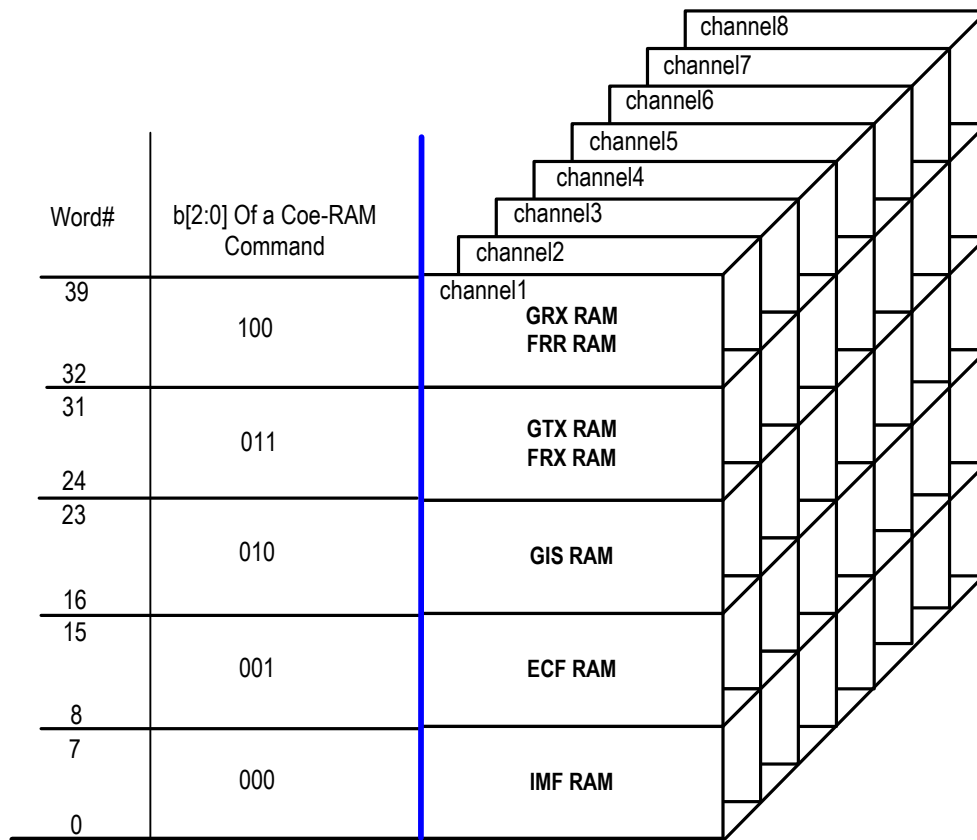 channel8
channel7
channel6
channel5
channel4
channel3
channel2
Word#
b[2:0] Of a Coe-RAM
Command
channel1
39
100
GRX RAM
FRR RAM
32
31
011
GTX RAM
FRX RAM
24
23
010
GIS RAM
16
15
001
ECF RAM
8
7
000
IMF RAM
0